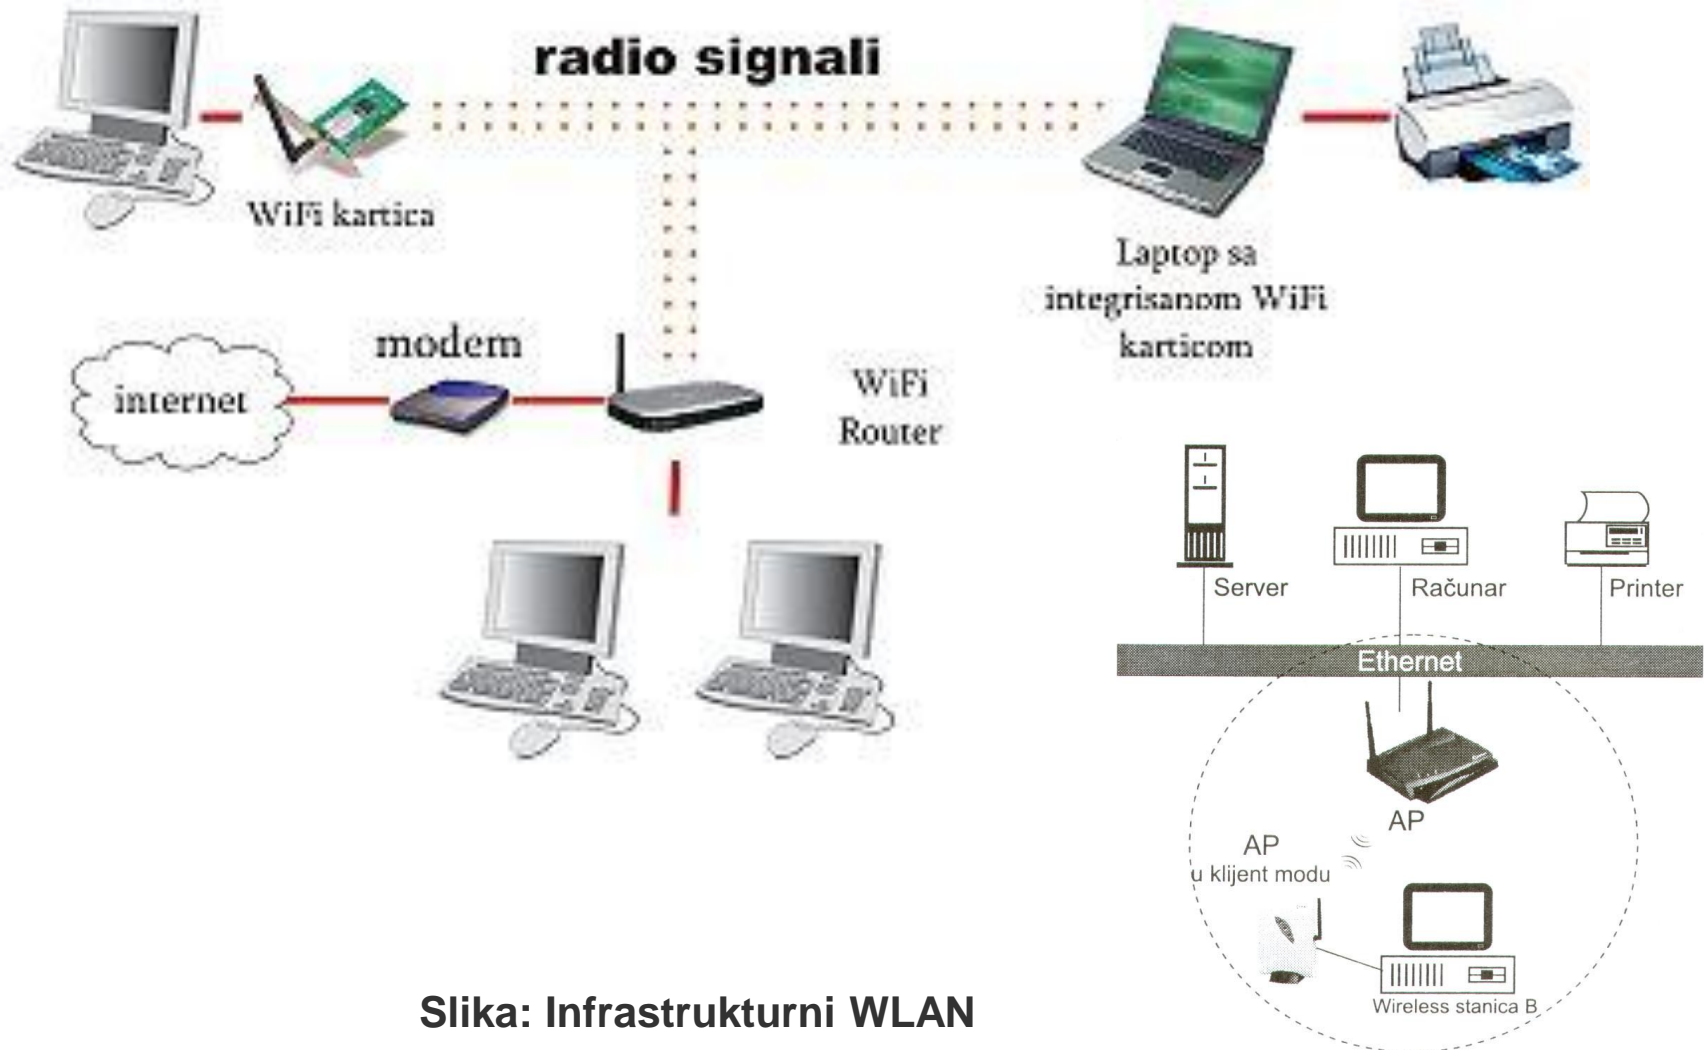 radio signali
WiFi kartica
Laptop sa
integrisanom WiFi
karticom
modem
internet
WiFi
Router
Server
Računar
Printer
Ethernet
AP
AP
u klijent modu
Wireless stanica B
Slika: Infrastrukturni WLAN